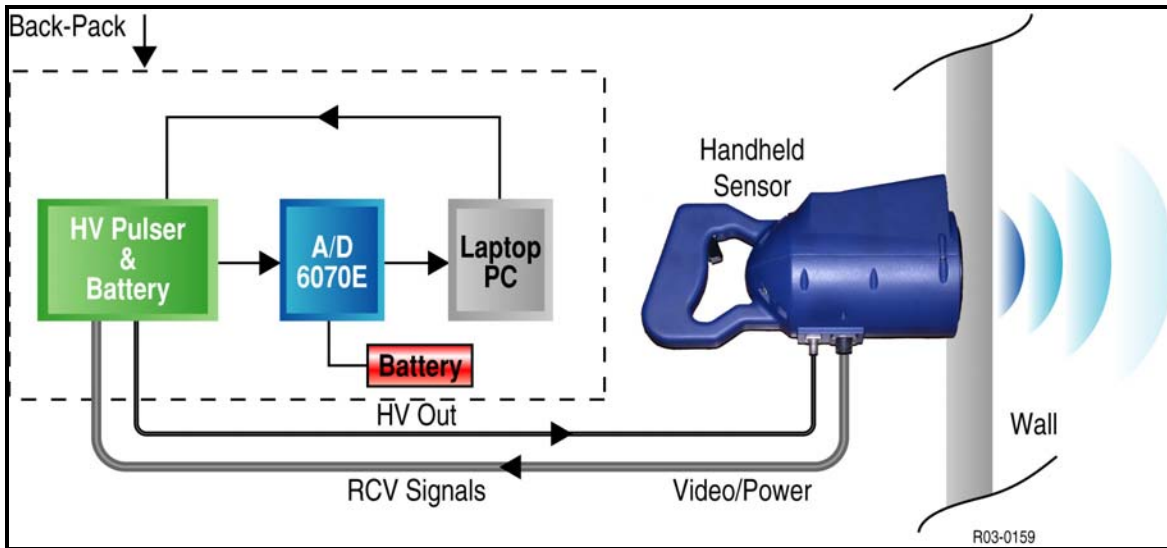 Back-Pack
HV Pulser
&
Battery
A/D
6070E
Laptop
PC
Battery
HV Out
RCV Signals
Video/Power
Handheld
Sensor
Wall
R03-0159